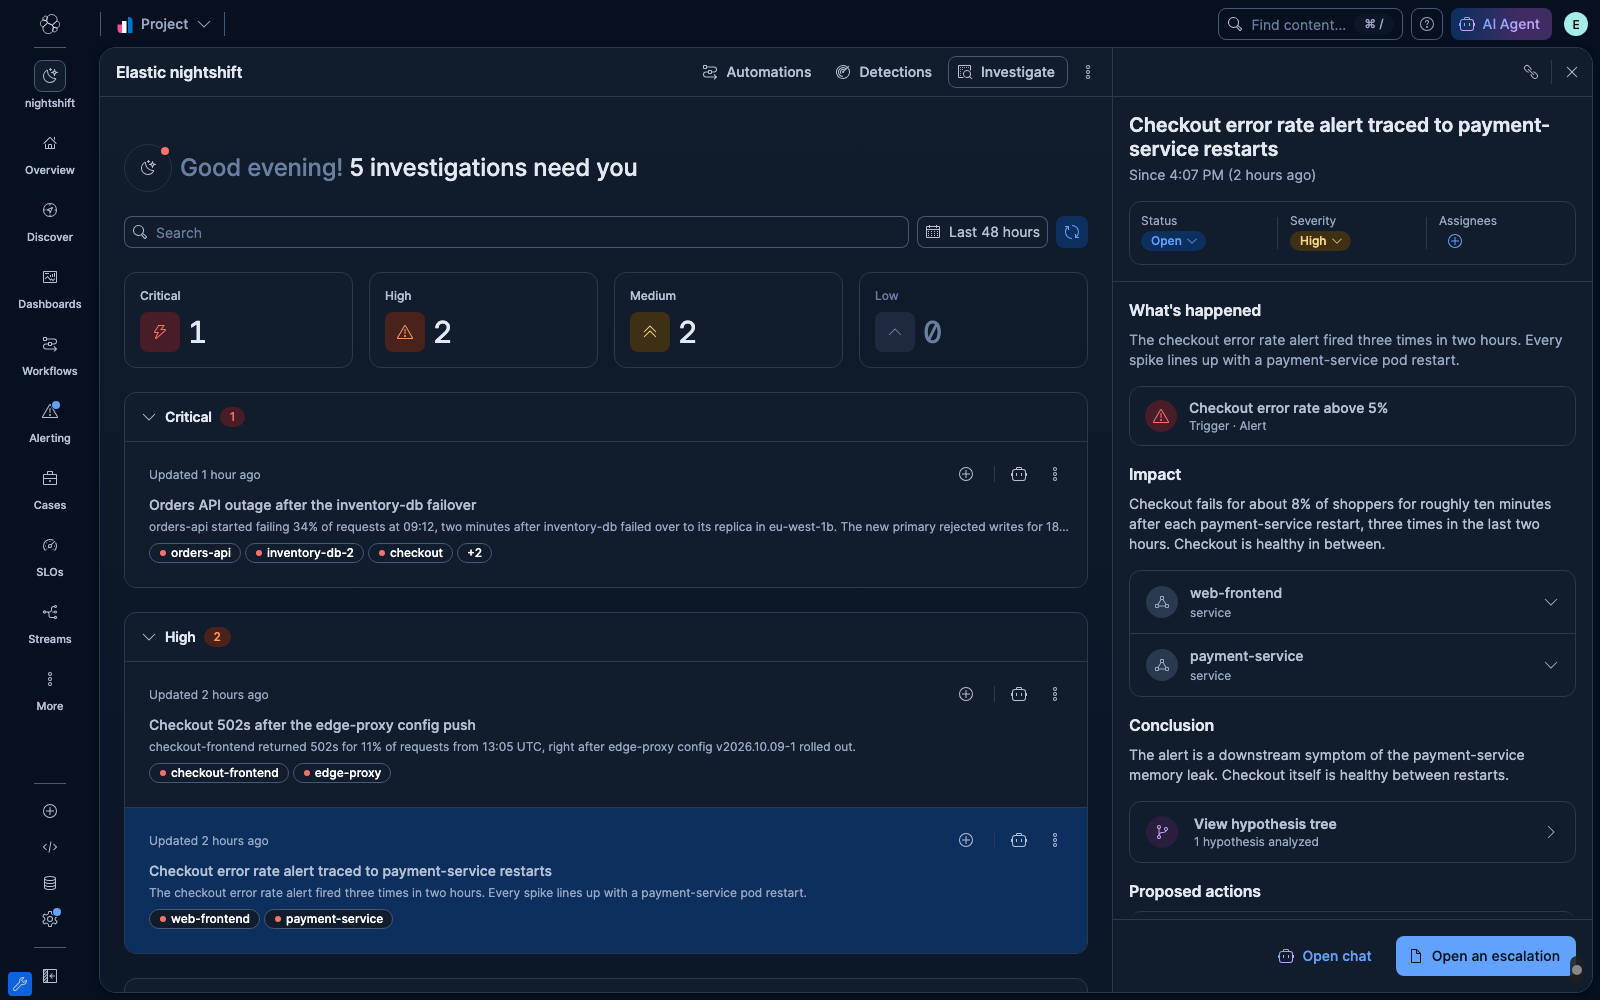 Project
Find content...
⌘ /
AI Agent
E
nightshift
Overview
Discover
Dashboards
Workflows
Alerting
Cases
SLOs
Streams
More
Elastic nightshift
Automations
Detections
Investigate
Good evening! 5 investigations need you
Search
Last 48 hours
Critical
1
High
2
Medium
2
Low
0
Critical 1
Updated 1 hour ago
Orders API outage after the inventory-db failover
orders-api started failing 34% of requests at 09:12, two minutes after inventory-db failed over to its replica in eu-west-1b. The new primary rejected writes for 18...
orders-api
inventory-db-2
checkout
+2
High 2
Updated 2 hours ago
Checkout 502s after the edge-proxy config push
checkout-frontend returned 502s for 11% of requests from 13:05 UTC, right after edge-proxy config v2026.10.09-1 rolled out.
checkout-frontend
edge-proxy
Updated 2 hours ago
Checkout error rate alert traced to payment-service restarts
The checkout error rate alert fired three times in two hours. Every spike lines up with a payment-service pod restart.
web-frontend
payment-service
Checkout error rate alert traced to payment-
service restarts
Since 4:07 PM (2 hours ago)
Status
Open
Severity
High
Assignees
What's happened
The checkout error rate alert fired three times in two hours. Every
spike lines up with a payment-service pod restart.
Checkout error rate above 5%
Trigger · Alert
Impact
Checkout fails for about 8% of shoppers for roughly ten minutes
after each payment-service restart, three times in the last two
hours. Checkout is healthy in between.
web-frontend
service
payment-service
service
Conclusion
The alert is a downstream symptom of the payment-service
memory leak. Checkout itself is healthy between restarts.
View hypothesis tree
1 hypothesis analyzed
Proposed actions
Open chat
Open an escalation